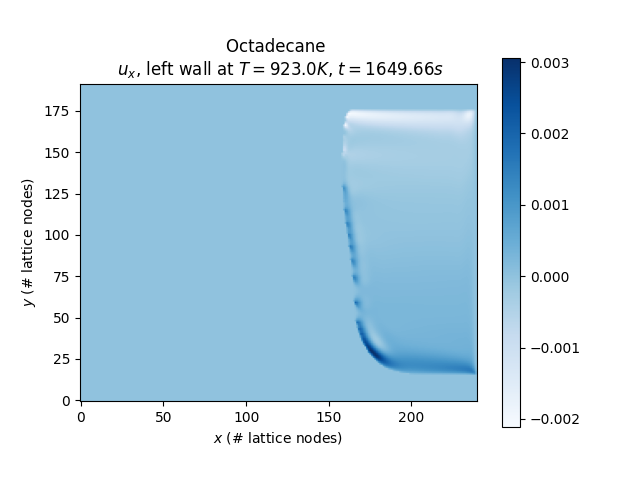 Octadecane
u_x, left wall at T = 923.0K, t = 1649.66s
175
150
125
100
75
50
25
0
y (# lattice nodes)
0 50 100 150 200
x (# lattice nodes)
0.003
0.002
0.001
0.000
−0.001
−0.002